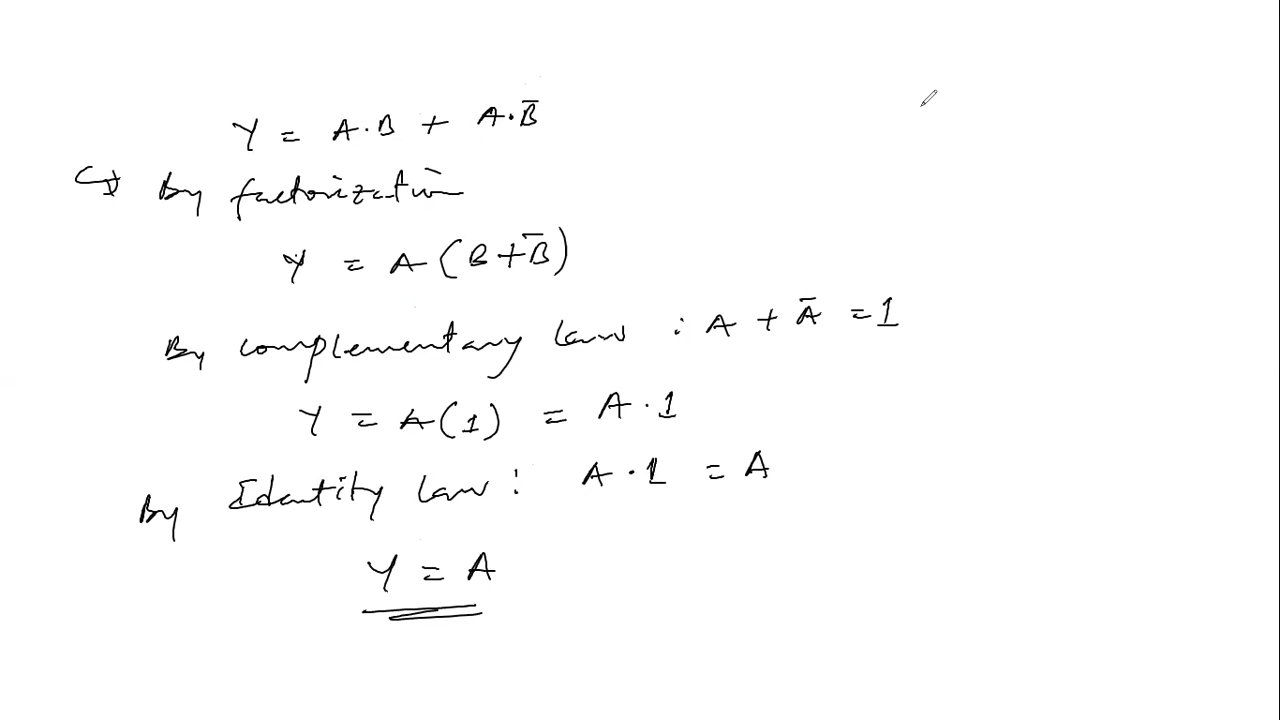 Y = A.B + A.B̅
↪ By factorization
Y = A (B+B̅)
By complementary law : A + A̅ = 1
Y = A(1) = A.1
By Identity law : A.1 = A
Y = A